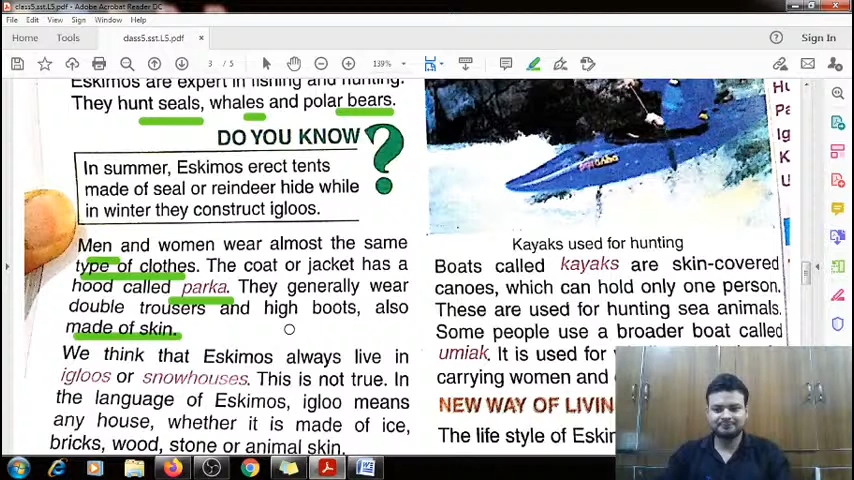 class5.sst.L5.pdf - Adobe Acrobat Reader DC
File Edit View Sign Window Help
Home Tools class5.sst.L5.pdf × Sign In
3 / 5 139%
Eskimos are expert in fishing and hunting.
They hunt seals, whales and polar bears.
DO YOU KNOW ?
In summer, Eskimos erect tents
made of seal or reindeer hide while
in winter they construct igloos.
Men and women wear almost the same
type of clothes. The coat or jacket has a
hood called parka. They generally wear
double trousers and high boots, also
made of skin.
We think that Eskimos always live in
igloos or snowhouses. This is not true. In
the language of Eskimos, igloo means
any house, whether it is made of ice,
bricks, wood, stone or animal skin.
piranha
Kayaks used for hunting
Boats called kayaks are skin-covered
canoes, which can hold only one person.
These are used for hunting sea animals.
Some people use a broader boat called
umiak. It is used for
carrying women and
NEW WAY OF LIVIN
The life style of Eskir
Hu
Pa
Ig
K
U